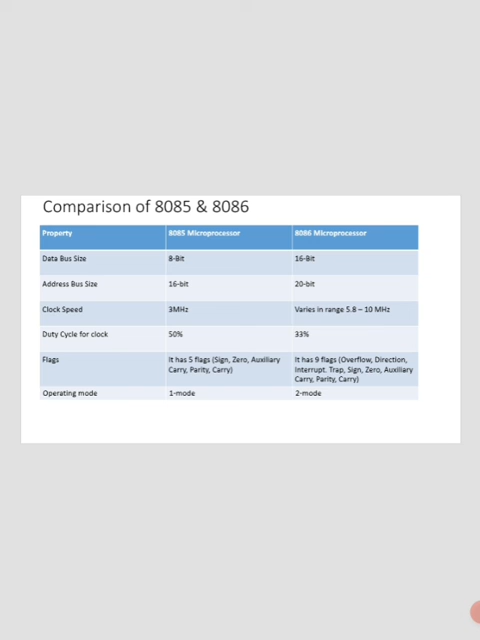 Comparison of 8085 & 8086
Property 8085 Microprocessor 8086 Microprocessor
Data Bus Size 8-Bit 16-Bit
Address Bus Size 16-bit 20-bit
Clock Speed 3MHz Varies in range 5.8 – 10 MHz
Duty Cycle for clock 50% 33%
Flags It has 5 flags (Sign, Zero, Auxiliary It has 9 flags (Overflow, Direction,
Carry, Parity, Carry) Interrupt. Trap, Sign, Zero, Auxiliary
Carry, Parity, Carry)
Operating mode 1-mode 2-mode